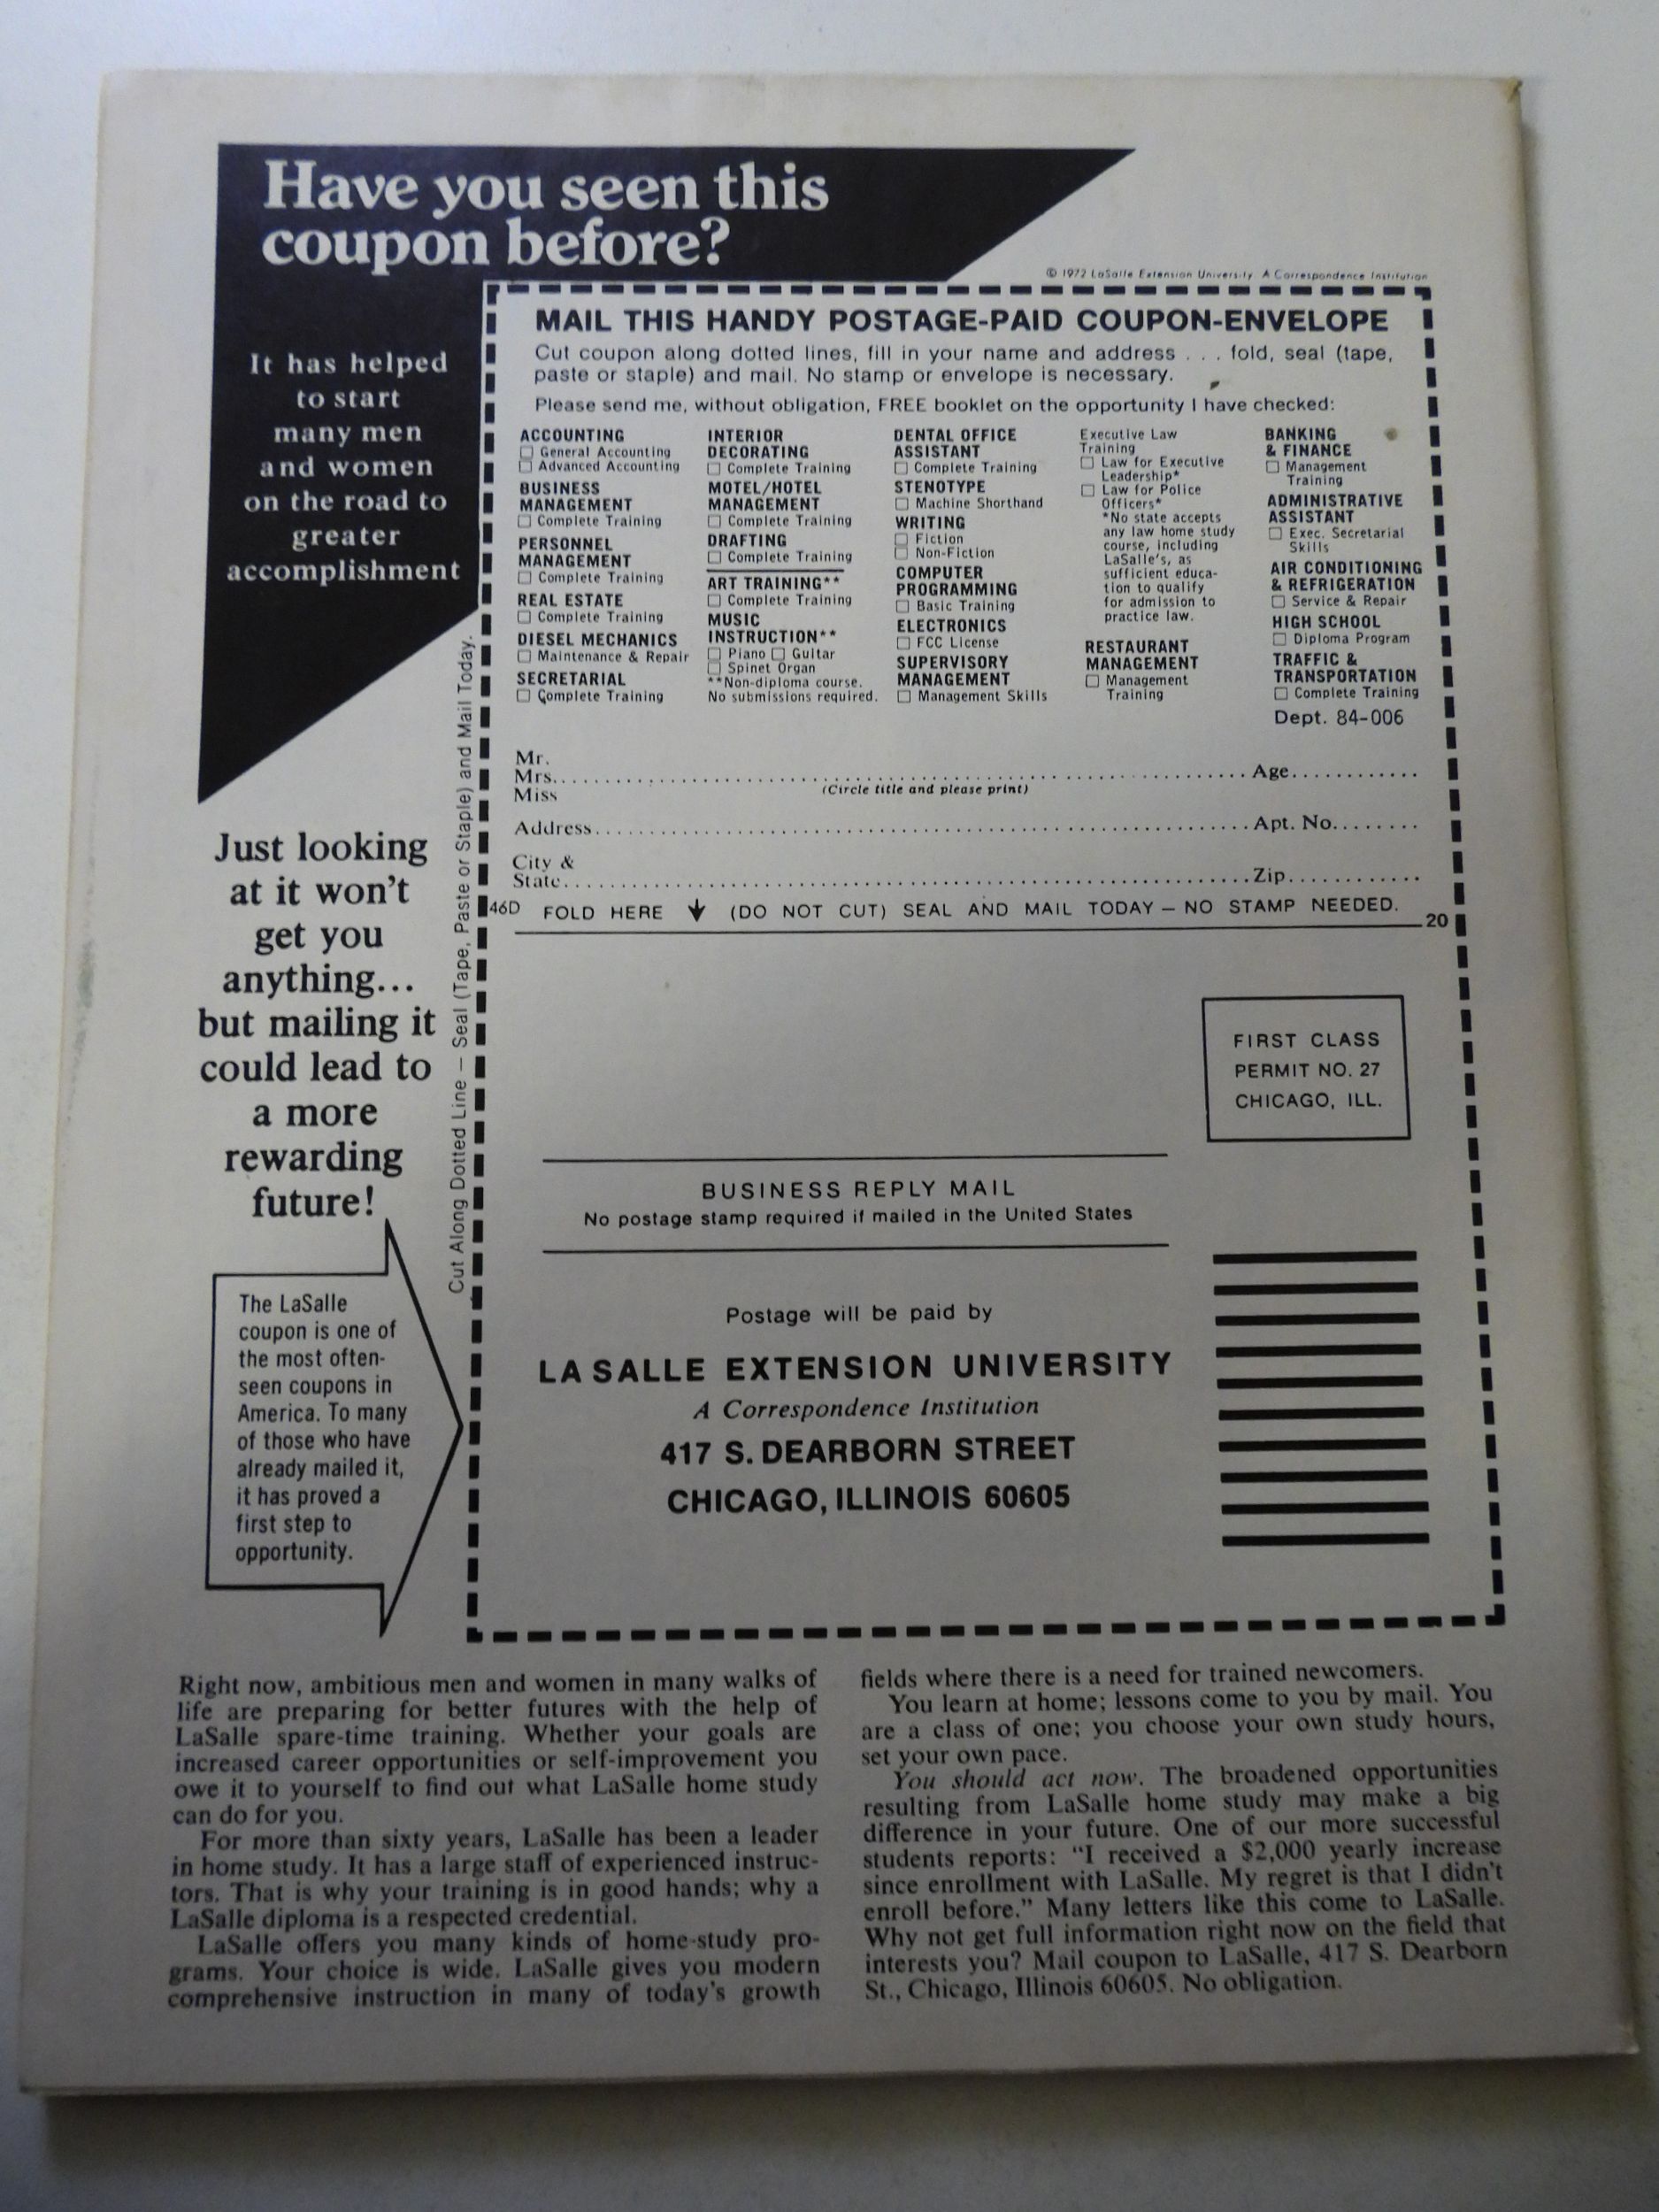 Have you seen this
coupon before?
It has helped
to start
many men
and women
on the road to
greater
accomplishment
Just looking
at it won't
get you
anything...
but mailing it
could lead to
a more
rewarding
future!
The LaSalle
coupon is one of
the most often-
seen coupons in
America. To many
of those who have
already mailed it,
it has proved a
first step to
opportunity.
Cut Along Dotted Line — Seal (Tape, Paste or Staple) and Mail Today.
© 1972 LaSalle Extension University A Correspondence Institution
MAIL THIS HANDY POSTAGE-PAID COUPON-ENVELOPE
Cut coupon along dotted lines, fill in your name and address . . . fold, seal (tape,
paste or staple) and mail. No stamp or envelope is necessary.
Please send me, without obligation, FREE booklet on the opportunity I have checked:
ACCOUNTING
☐ General Accounting
☐ Advanced Accounting
BUSINESS
MANAGEMENT
☐ Complete Training
PERSONNEL
MANAGEMENT
☐ Complete Training
REAL ESTATE
☐ Complete Training
DIESEL MECHANICS
☐ Maintenance & Repair
SECRETARIAL
☐ Complete Training
INTERIOR
DECORATING
☐ Complete Training
MOTEL/HOTEL
MANAGEMENT
☐ Complete Training
DRAFTING
☐ Complete Training
ART TRAINING**
☐ Complete Training
MUSIC
INSTRUCTION**
☐ Piano ☐ Guitar
☐ Spinet Organ
**Non-diploma course.
No submissions required.
DENTAL OFFICE
ASSISTANT
☐ Complete Training
STENOTYPE
☐ Machine Shorthand
WRITING
☐ Fiction
☐ Non-Fiction
COMPUTER
PROGRAMMING
☐ Basic Training
ELECTRONICS
☐ FCC License
SUPERVISORY
MANAGEMENT
☐ Management Skills
Executive Law
Training
☐ Law for Executive
Leadership*
☐ Law for Police
Officers*
*No state accepts
any law home study
course, including
LaSalle's, as
sufficient educa-
tion to qualify
for admission to
practice law.
RESTAURANT
MANAGEMENT
☐ Management
Training
BANKING
& FINANCE
☐ Management
Training
ADMINISTRATIVE
ASSISTANT
☐ Exec. Secretarial
Skills
AIR CONDITIONING
& REFRIGERATION
☐ Service & Repair
HIGH SCHOOL
☐ Diploma Program
TRAFFIC &
TRANSPORTATION
☐ Complete Training
Dept. 84-006
Mr.
Mrs. Age
Miss (Circle title and please print)
Address Apt. No.
City &
State Zip
46D FOLD HERE ↓ (DO NOT CUT) SEAL AND MAIL TODAY — NO STAMP NEEDED.
20
FIRST CLASS
PERMIT NO. 27
CHICAGO, ILL.
BUSINESS REPLY MAIL
No postage stamp required if mailed in the United States
Postage will be paid by
LA SALLE EXTENSION UNIVERSITY
A Correspondence Institution
417 S. DEARBORN STREET
CHICAGO, ILLINOIS 60605
Right now, ambitious men and women in many walks of
life are preparing for better futures with the help of
LaSalle spare-time training. Whether your goals are
increased career opportunities or self-improvement you
owe it to yourself to find out what LaSalle home study
can do for you.
For more than sixty years, LaSalle has been a leader
in home study. It has a large staff of experienced instruc-
tors. That is why your training is in good hands; why a
LaSalle diploma is a respected credential.
LaSalle offers you many kinds of home-study pro-
grams. Your choice is wide. LaSalle gives you modern
comprehensive instruction in many of today's growth
fields where there is a need for trained newcomers.
You learn at home; lessons come to you by mail. You
are a class of one; you choose your own study hours,
set your own pace.
You should act now. The broadened opportunities
resulting from LaSalle home study may make a big
difference in your future. One of our more successful
students reports: "I received a $2,000 yearly increase
since enrollment with LaSalle. My regret is that I didn't
enroll before." Many letters like this come to LaSalle.
Why not get full information right now on the field that
interests you? Mail coupon to LaSalle, 417 S. Dearborn
St., Chicago, Illinois 60605. No obligation.